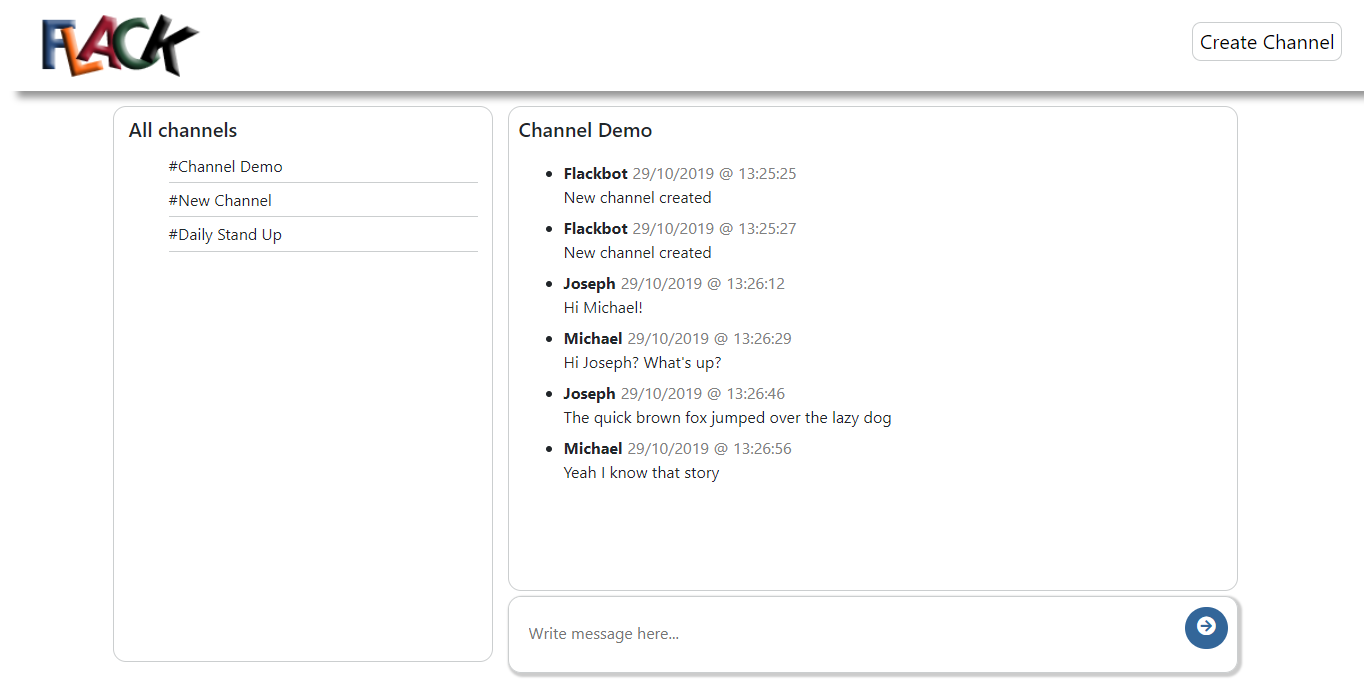 FLACK
Create Channel
All channels
#Channel Demo
#New Channel
#Daily Stand Up
Channel Demo
Flackbot 29/10/2019 @ 13:25:25
New channel created
Flackbot 29/10/2019 @ 13:25:27
New channel created
Joseph 29/10/2019 @ 13:26:12
Hi Michael!
Michael 29/10/2019 @ 13:26:29
Hi Joseph? What's up?
Joseph 29/10/2019 @ 13:26:46
The quick brown fox jumped over the lazy dog
Michael 29/10/2019 @ 13:26:56
Yeah I know that story
Write message here...